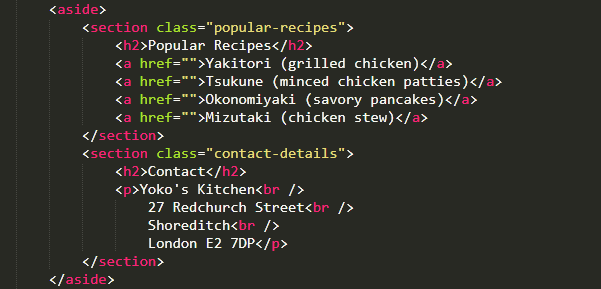 <aside>
<section class="popular-recipes">
<h2>Popular Recipes</h2>
<a href="">Yakitori (grilled chicken)</a>
<a href="">Tsukune (minced chicken patties)</a>
<a href="">Okonomiyaki (savory pancakes)</a>
<a href="">Mizutaki (chicken stew)</a>
</section>
<section class="contact-details">
<h2>Contact</h2>
<p>Yoko's Kitchen<br />
27 Redchurch Street<br />
Shoreditch<br />
London E2 7DP</p>
</section>
</aside>